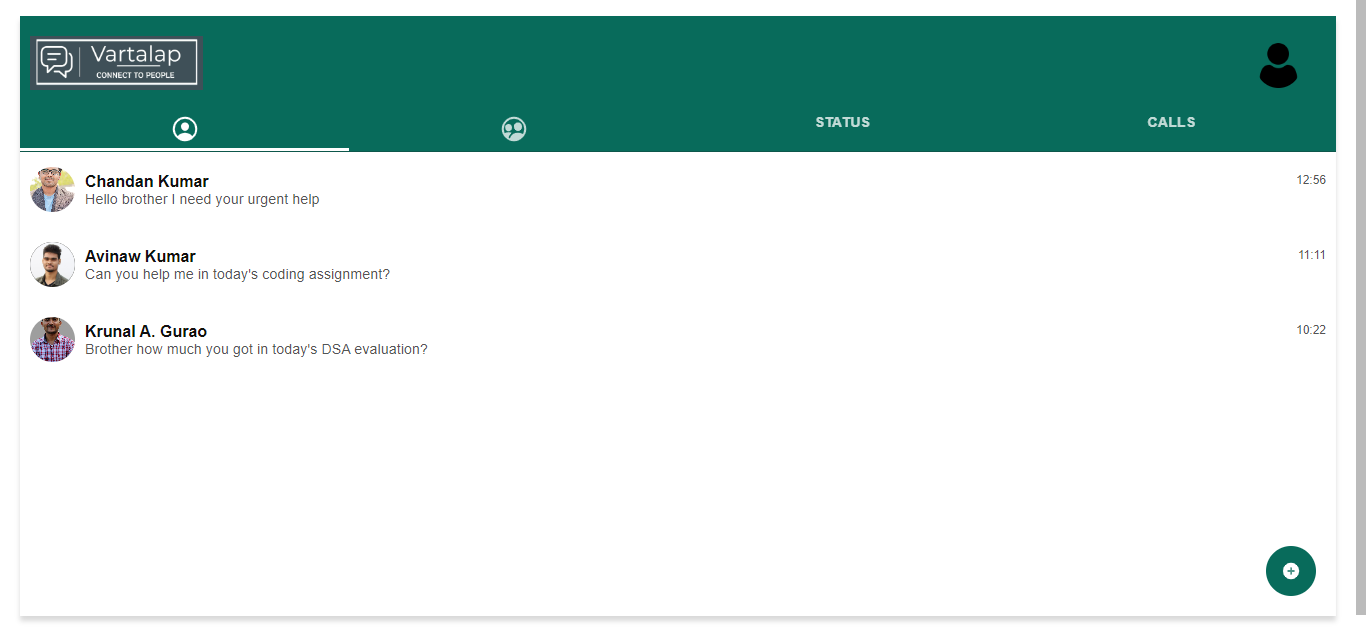 Vartalap
CONNECT TO PEOPLE
STATUS
CALLS
Chandan Kumar
12:56
Hello brother I need your urgent help
Avinaw Kumar
11:11
Can you help me in today's coding assignment?
Krunal A. Gurao
10:22
Brother how much you got in today's DSA evaluation?